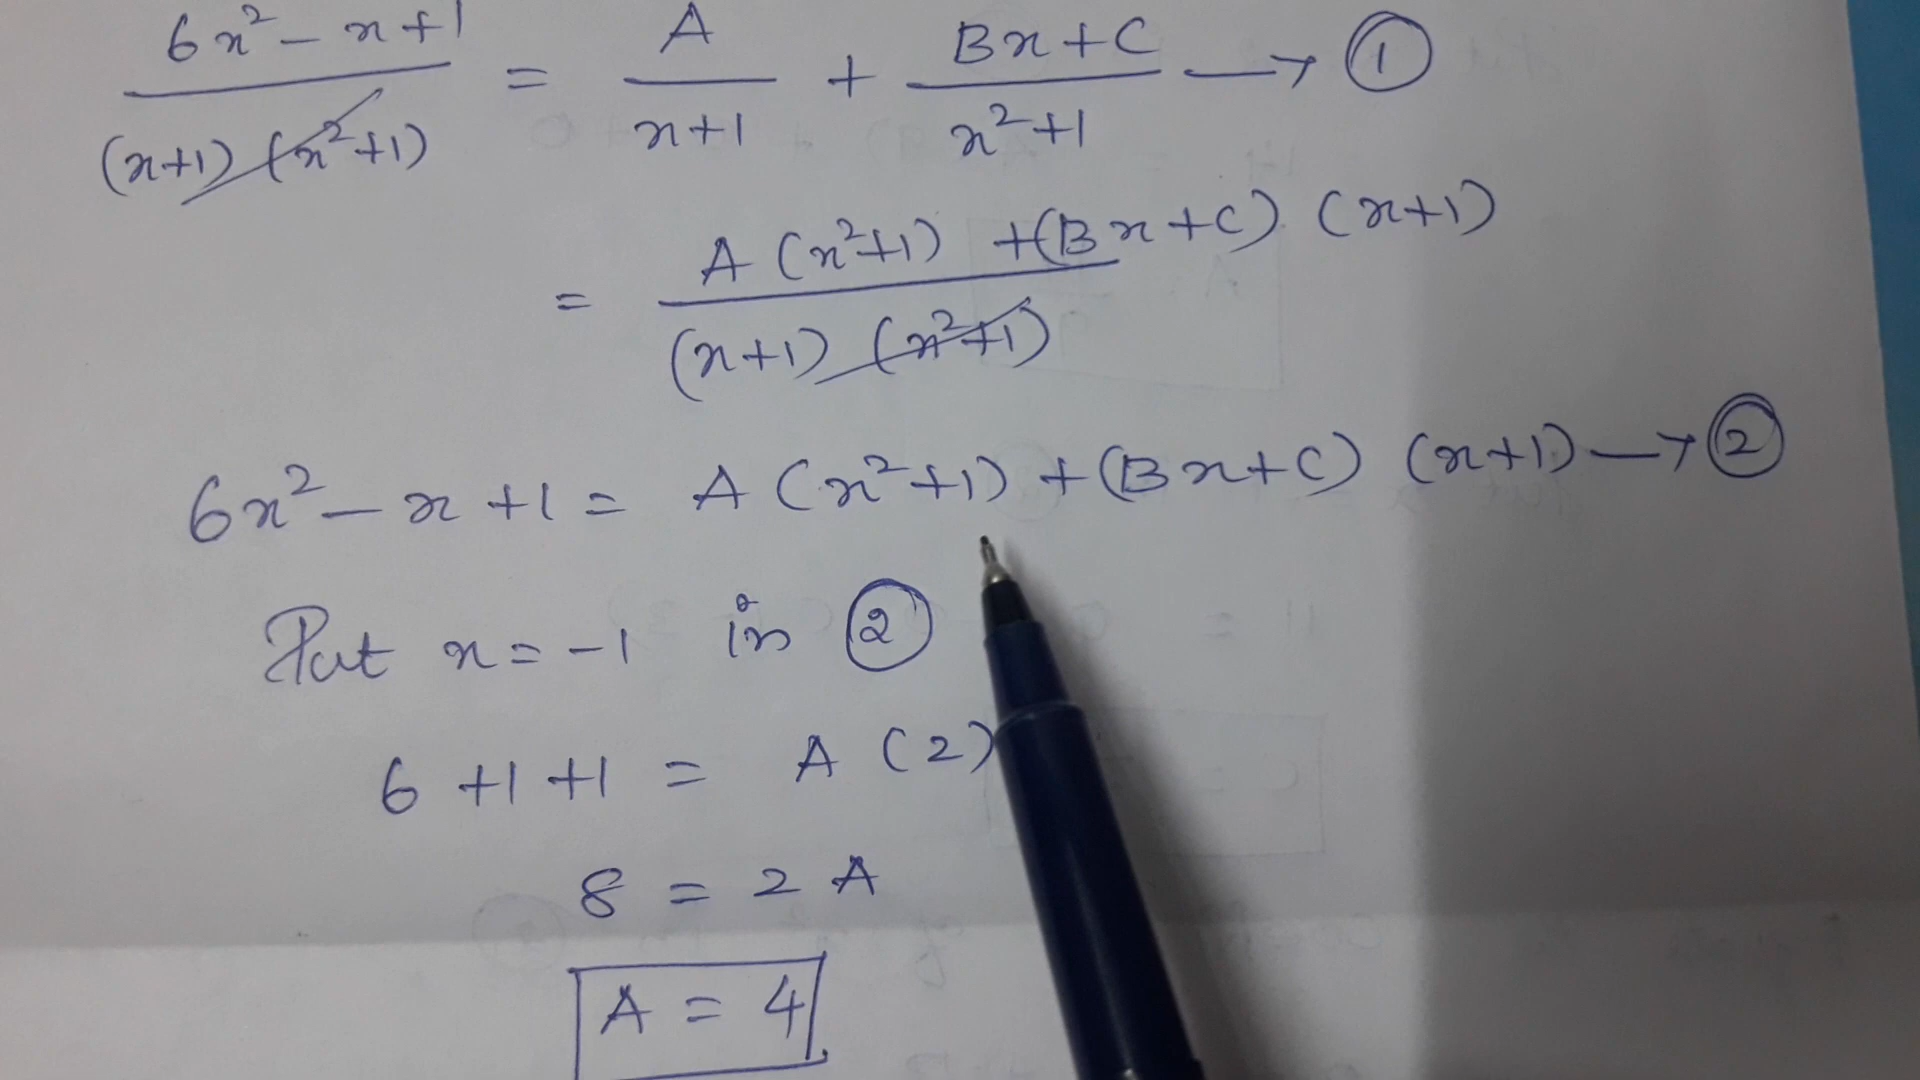 6x² - x + 1 / (x+1) (x²+1) = A / x+1 + Bx + C / x²+1 → ①
= A (x²+1) + (Bx + C) (x+1) / (x+1) (x²+1)
6x² - x + 1 = A (x²+1) + (Bx + C) (x+1) → ②
Put x = -1 in ②
6 + 1 + 1 = A (2)
8 = 2 A
A = 4